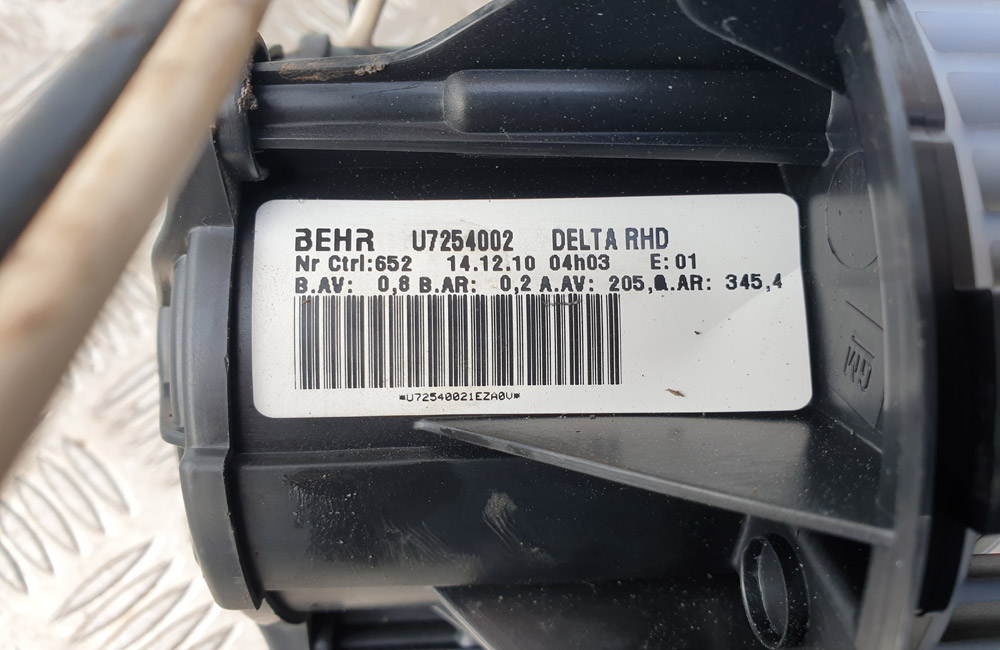 BEHR U7254002 DELTA RHD
Nr Ctrl:652 14.12.10 04h03 E:01
B.AV: 0,8 B.AR: 0,2 A.AV: 205, A.AR: 345,4
*U72540021EZA0U*